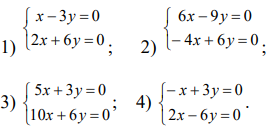 1) { x − 3y = 0
2x + 6y = 0 ;
2) { 6x − 9y = 0
− 4x + 6y = 0 ;
3) { 5x + 3y = 0
10x + 6y = 0 ;
4) { − x + 3y = 0
2x − 6y = 0 .